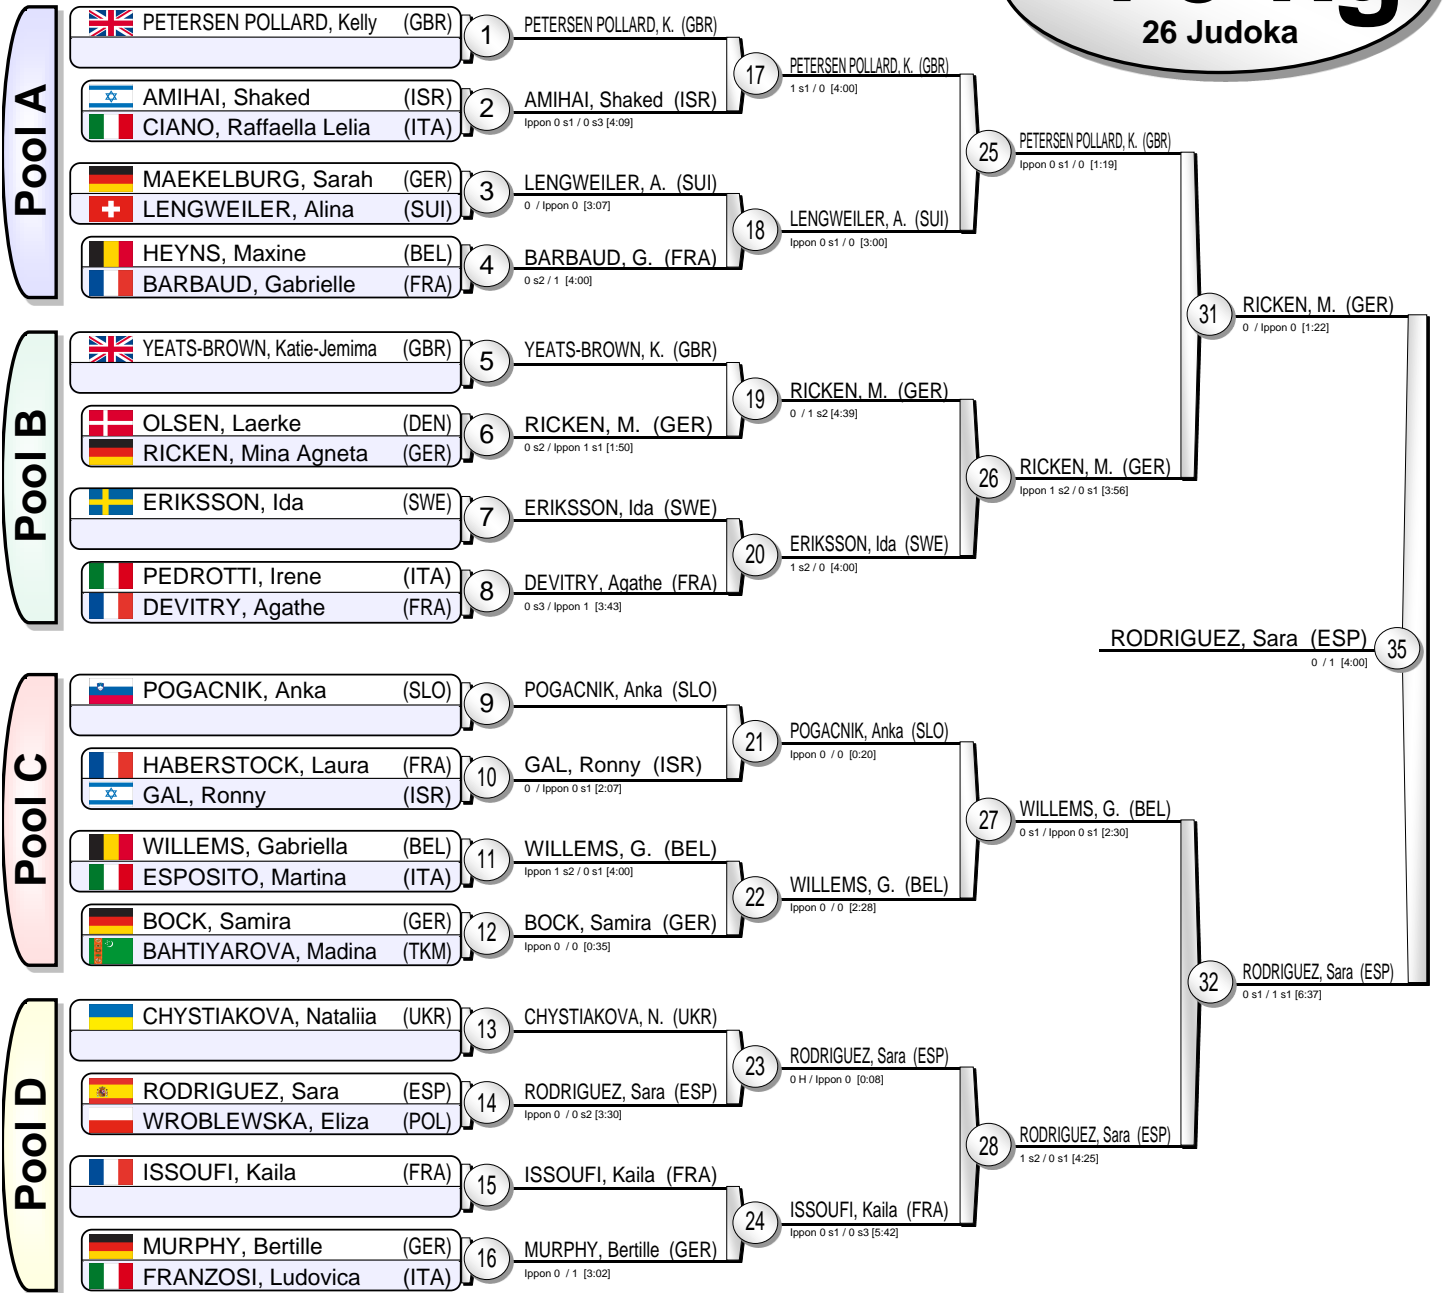 26 Judoka
Pool A
PETERSEN POLLARD, Kelly (GBR)
1
AMIHAI, Shaked (ISR)
CIANO, Raffaella Lelia (ITA)
2
MAEKELBURG, Sarah (GER)
LENGWEILER, Alina (SUI)
3
HEYNS, Maxine (BEL)
BARBAUD, Gabrielle (FRA)
4
PETERSEN POLLARD, K. (GBR)
AMIHAI, Shaked (ISR)
Ippon 0 s1 / 0 s3 [4:09]
17
LENGWEILER, A. (SUI)
0 / Ippon 0 [3:07]
BARBAUD, G. (FRA)
0 s2 / 1 [4:00]
18
PETERSEN POLLARD, K. (GBR)
1 s1 / 0 [4:00]
LENGWEILER, A. (SUI)
Ippon 0 s1 / 0 [3:00]
25
PETERSEN POLLARD, K. (GBR)
Ippon 0 s1 / 0 [1:19]
Pool B
YEATS-BROWN, Katie-Jemima (GBR)
5
OLSEN, Laerke (DEN)
RICKEN, Mina Agneta (GER)
6
ERIKSSON, Ida (SWE)
7
PEDROTTI, Irene (ITA)
DEVITRY, Agathe (FRA)
8
YEATS-BROWN, K. (GBR)
RICKEN, M. (GER)
0 s2 / Ippon 1 s1 [1:50]
19
ERIKSSON, Ida (SWE)
DEVITRY, Agathe (FRA)
0 s3 / Ippon 1 [3:43]
20
RICKEN, M. (GER)
0 / 1 s2 [4:39]
ERIKSSON, Ida (SWE)
1 s2 / 0 [4:00]
26
RICKEN, M. (GER)
Ippon 1 s2 / 0 s1 [3:56]
31
RICKEN, M. (GER)
0 / Ippon 0 [1:22]
RODRIGUEZ, Sara (ESP)
0 / 1 [4:00]
35
Pool C
POGACNIK, Anka (SLO)
9
HABERSTOCK, Laura (FRA)
GAL, Ronny (ISR)
10
WILLEMS, Gabriella (BEL)
ESPOSITO, Martina (ITA)
11
BOCK, Samira (GER)
BAHTIYAROVA, Madina (TKM)
12
POGACNIK, Anka (SLO)
GAL, Ronny (ISR)
0 / Ippon 0 s1 [2:07]
21
WILLEMS, G. (BEL)
Ippon 1 s2 / 0 s1 [4:00]
BOCK, Samira (GER)
Ippon 0 / 0 [0:35]
22
POGACNIK, Anka (SLO)
Ippon 0 / 0 [0:20]
WILLEMS, G. (BEL)
Ippon 0 / 0 [2:28]
27
WILLEMS, G. (BEL)
0 s1 / Ippon 0 s1 [2:30]
Pool D
CHYSTIAKOVA, Nataliia (UKR)
13
RODRIGUEZ, Sara (ESP)
WROBLEWSKA, Eliza (POL)
14
ISSOUFI, Kaila (FRA)
15
MURPHY, Bertille (GER)
FRANZOSI, Ludovica (ITA)
16
CHYSTIAKOVA, N. (UKR)
RODRIGUEZ, Sara (ESP)
Ippon 0 / 0 s2 [3:30]
23
ISSOUFI, Kaila (FRA)
MURPHY, Bertille (GER)
Ippon 0 / 1 [3:02]
24
RODRIGUEZ, Sara (ESP)
0 H / Ippon 0 [0:08]
ISSOUFI, Kaila (FRA)
Ippon 0 s1 / 0 s3 [5:42]
28
RODRIGUEZ, Sara (ESP)
1 s2 / 0 s1 [4:25]
32
RODRIGUEZ, Sara (ESP)
0 s1 / 1 s1 [6:37]